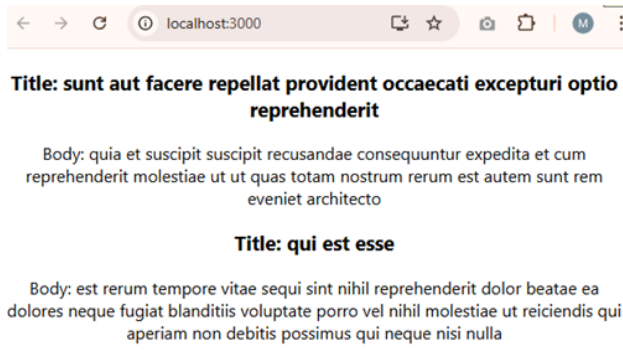 localhost:3000
M
Title: sunt aut facere repellat provident occaecati excepturi optio
reprehenderit
Body: quia et suscipit suscipit recusandae consequuntur expedita et cum
reprehenderit molestiae ut ut quas totam nostrum rerum est autem sunt rem
eveniet architecto
Title: qui est esse
Body: est rerum tempore vitae sequi sint nihil reprehenderit dolor beatae ea
dolores neque fugiat blanditiis voluptate porro vel nihil molestiae ut reiciendis qui
aperiam non debitis possimus qui neque nisi nulla